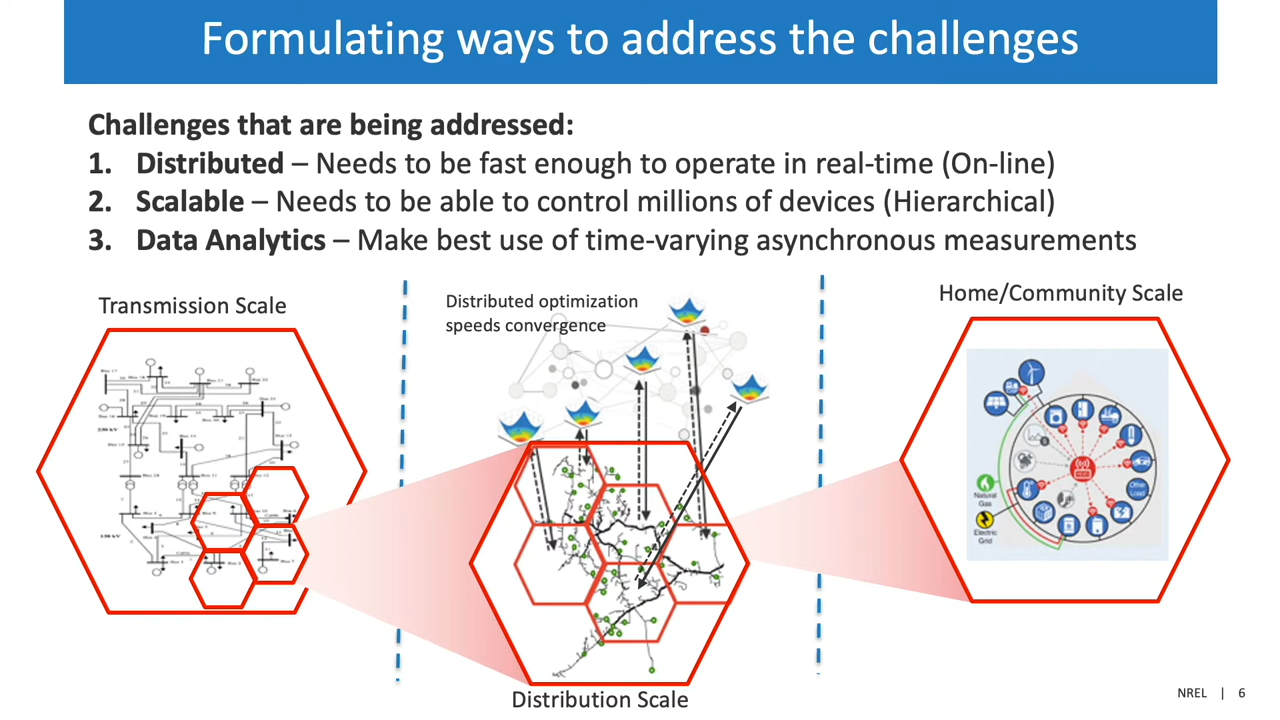 Formulating ways to address the challenges
Challenges that are being addressed:
1. Distributed – Needs to be fast enough to operate in real-time (On-line)
2. Scalable – Needs to be able to control millions of devices (Hierarchical)
3. Data Analytics – Make best use of time-varying asynchronous measurements
Transmission Scale
Distributed optimization
speeds convergence
Home/Community Scale
Natural
Gas
Electric
Grid
Other
Load
Distribution Scale
NREL | 6